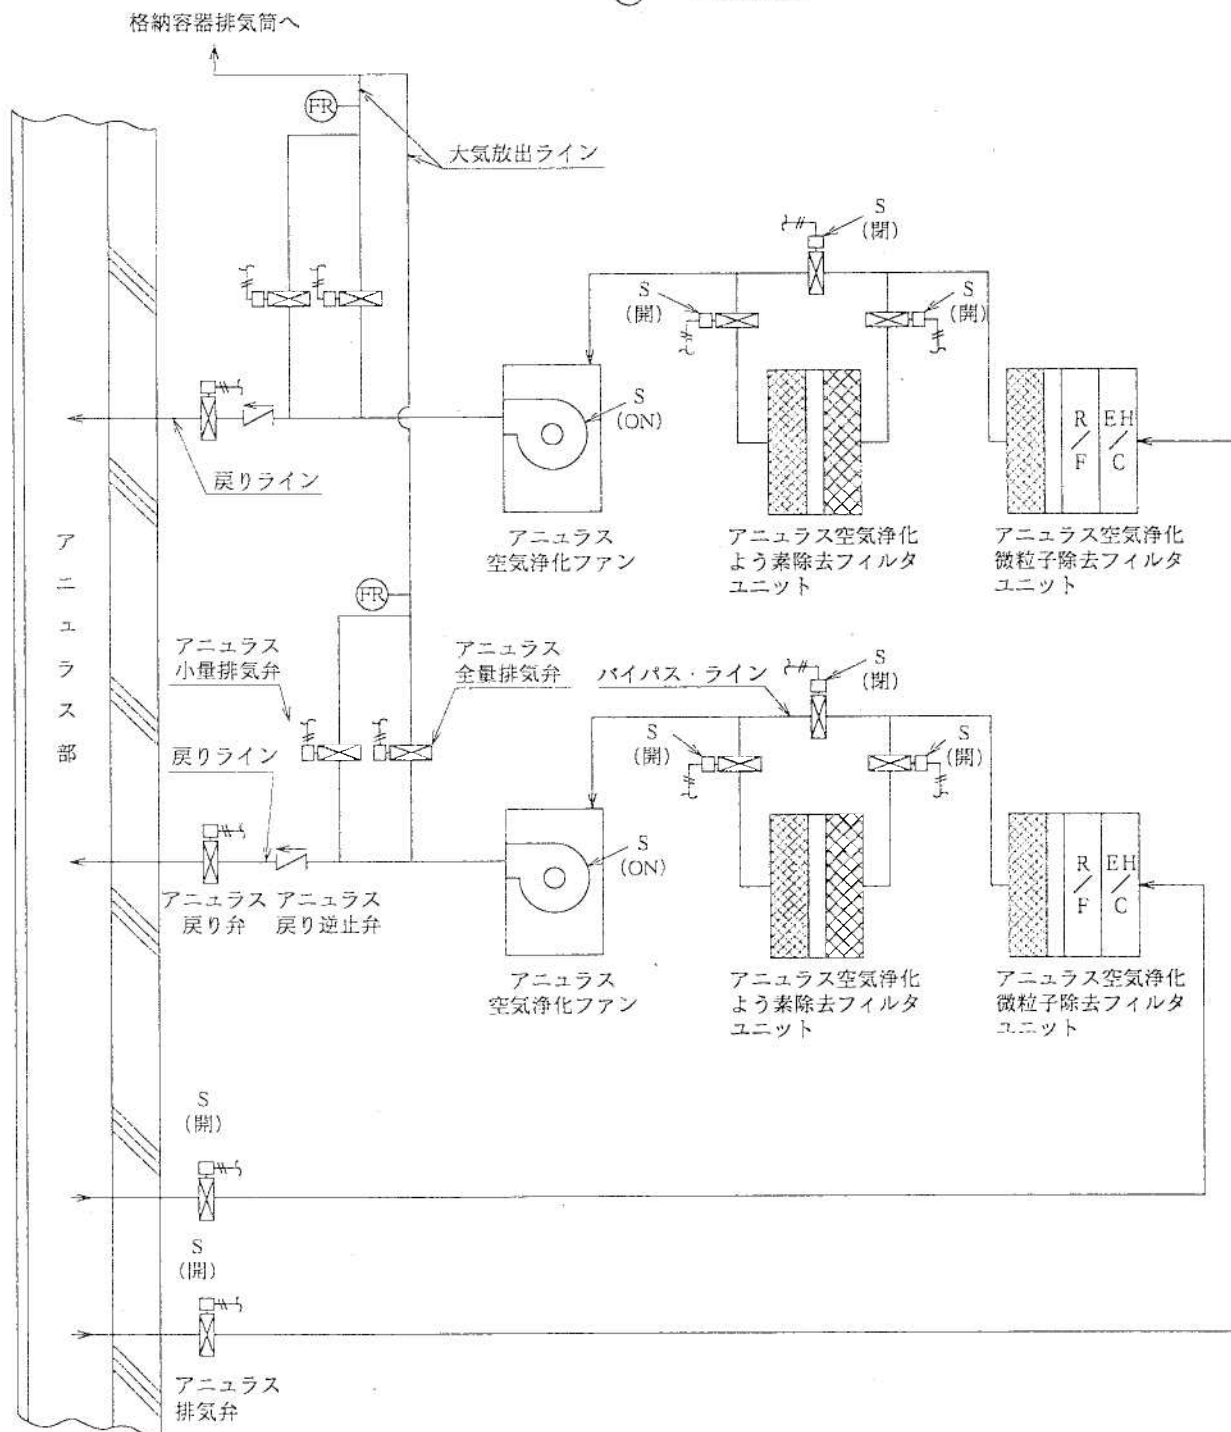 格納容器排気筒へ
FR
大気放出ライン
S
(閉)
S
(開)
S
(開)
S
(ON)
R/F
EH/C
戻りライン
アニュラス
空気浄化ファン
アニュラス空気浄化
よう素除去フィルタ
ユニット
アニュラス空気浄化
微粒子除去フィルタ
ユニット
アニュラス部
FR
アニュラス
小量排気弁
アニュラス
全量排気弁
バイパス・ライン
S
(閉)
S
(開)
S
(開)
戻りライン
S
(ON)
R/F
EH/C
アニュラス
戻り弁
アニュラス
戻り逆止弁
アニュラス
空気浄化ファン
アニュラス空気浄化
よう素除去フィルタ
ユニット
アニュラス空気浄化
微粒子除去フィルタ
ユニット
S
(開)
S
(開)
アニュラス
排気弁